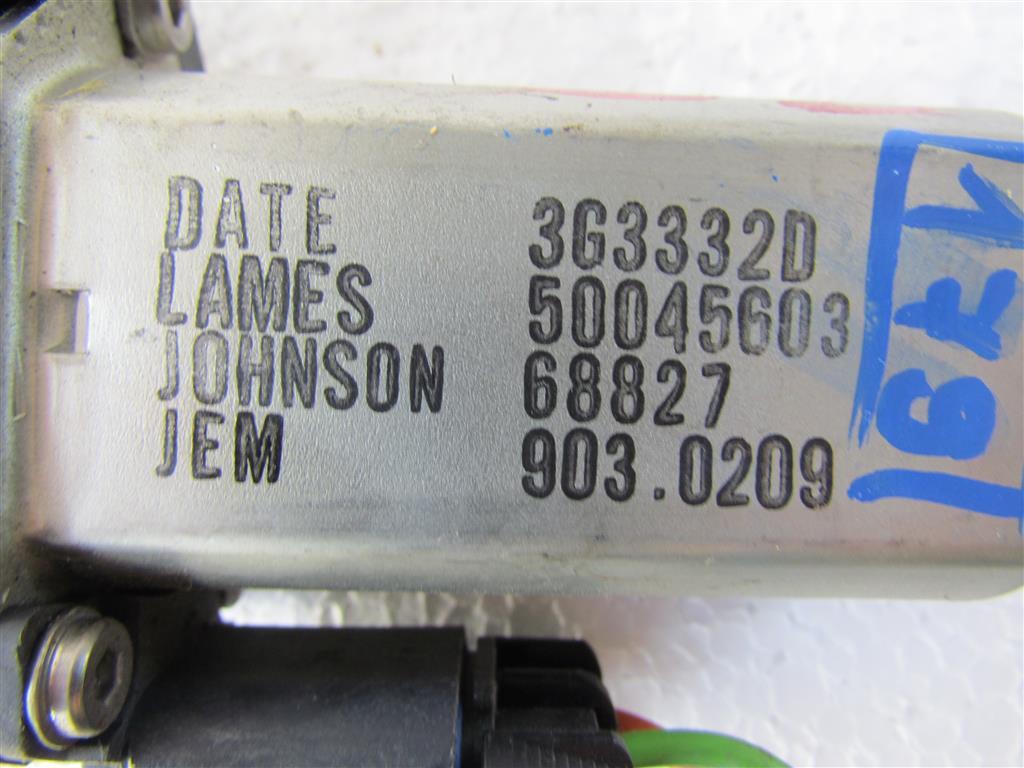 DATE 3G3332D
LAMES 50045603
JOHNSON 68827
JEM 903.0209